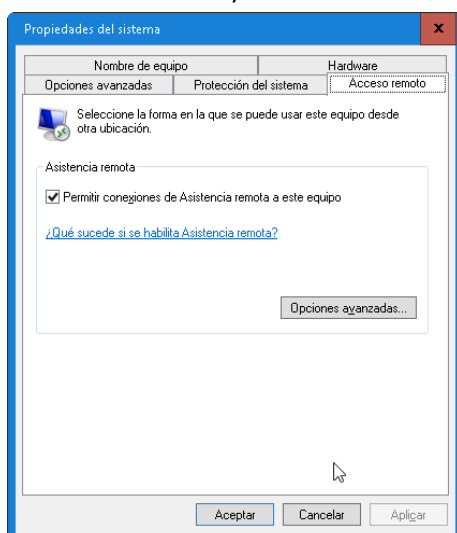 Propiedades del sistema
x
Nombre de equipo
Hardware
Opciones avanzadas
Protección del sistema
Acceso remoto
Seleccione la forma en la que se puede usar este equipo desde
otra ubicación.
Asistencia remota
Permitir conexiones de Asistencia remota a este equipo
¿Qué sucede si se habilita Asistencia remota?
Opciones avanzadas...
Aceptar
Cancelar
Aplicar